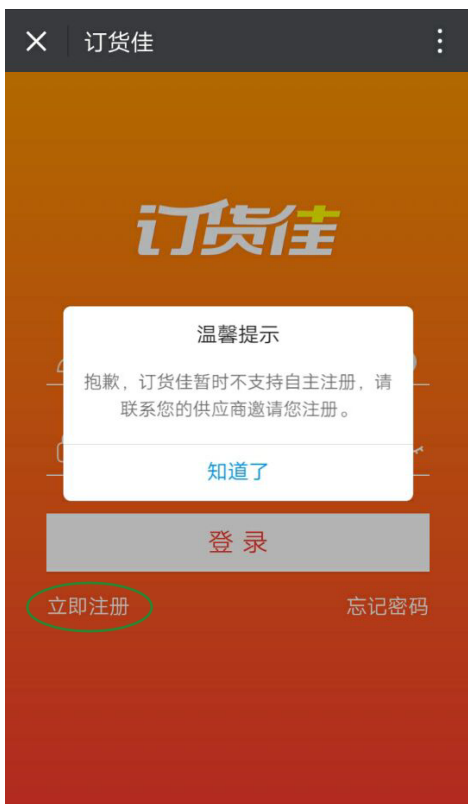 订货佳
订货佳
温馨提示
抱歉，订货佳暂时不支持自主注册，请
联系您的供应商邀请您注册。
知道了
登录
立即注册
忘记密码